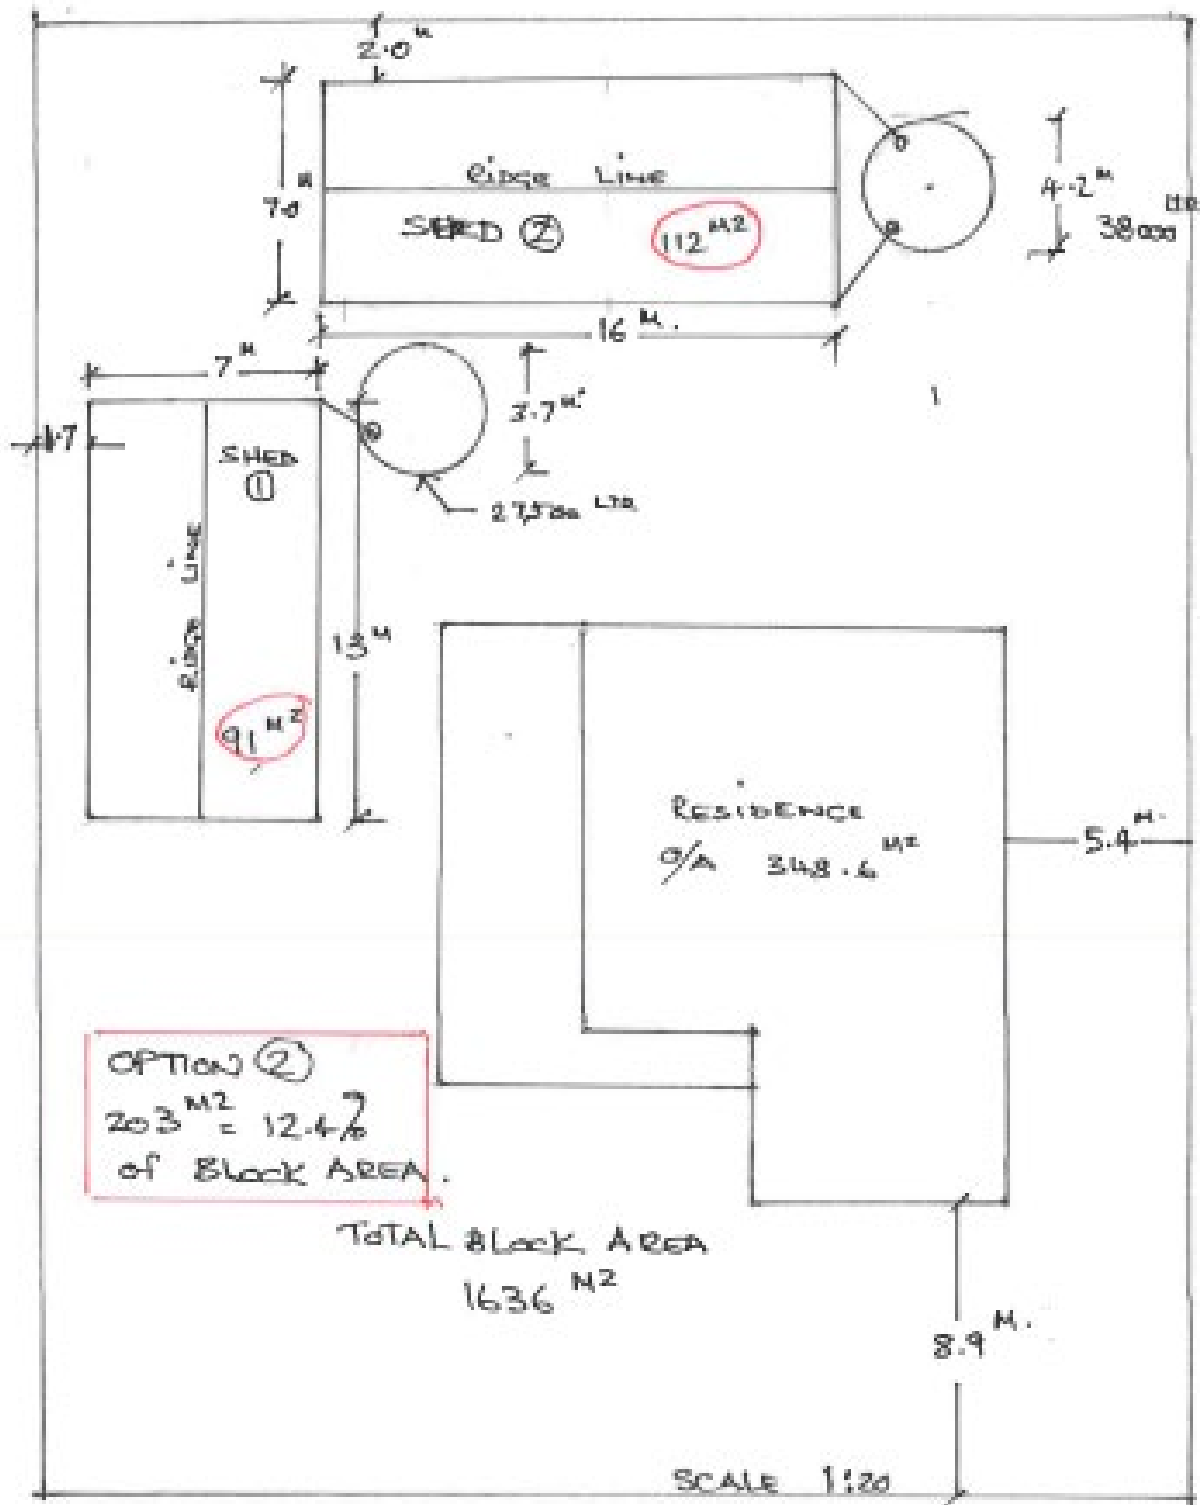 2.0 M
RIDGE LINE
SHED ②
112 M2
7.0 M
4.2 M
38000 LTR
16 M.
7 M
3.7 M
1.7
SHED
①
27,500 LTR
RIDGE LINE
13 M
91 M2
RESIDENCE
O/A 348.6 M2
5.4 M.
OPTION ②
203 M2 = 12.4%
of BLOCK AREA.
TOTAL BLOCK AREA
1636 M2
8.9 M.
SCALE 1:20